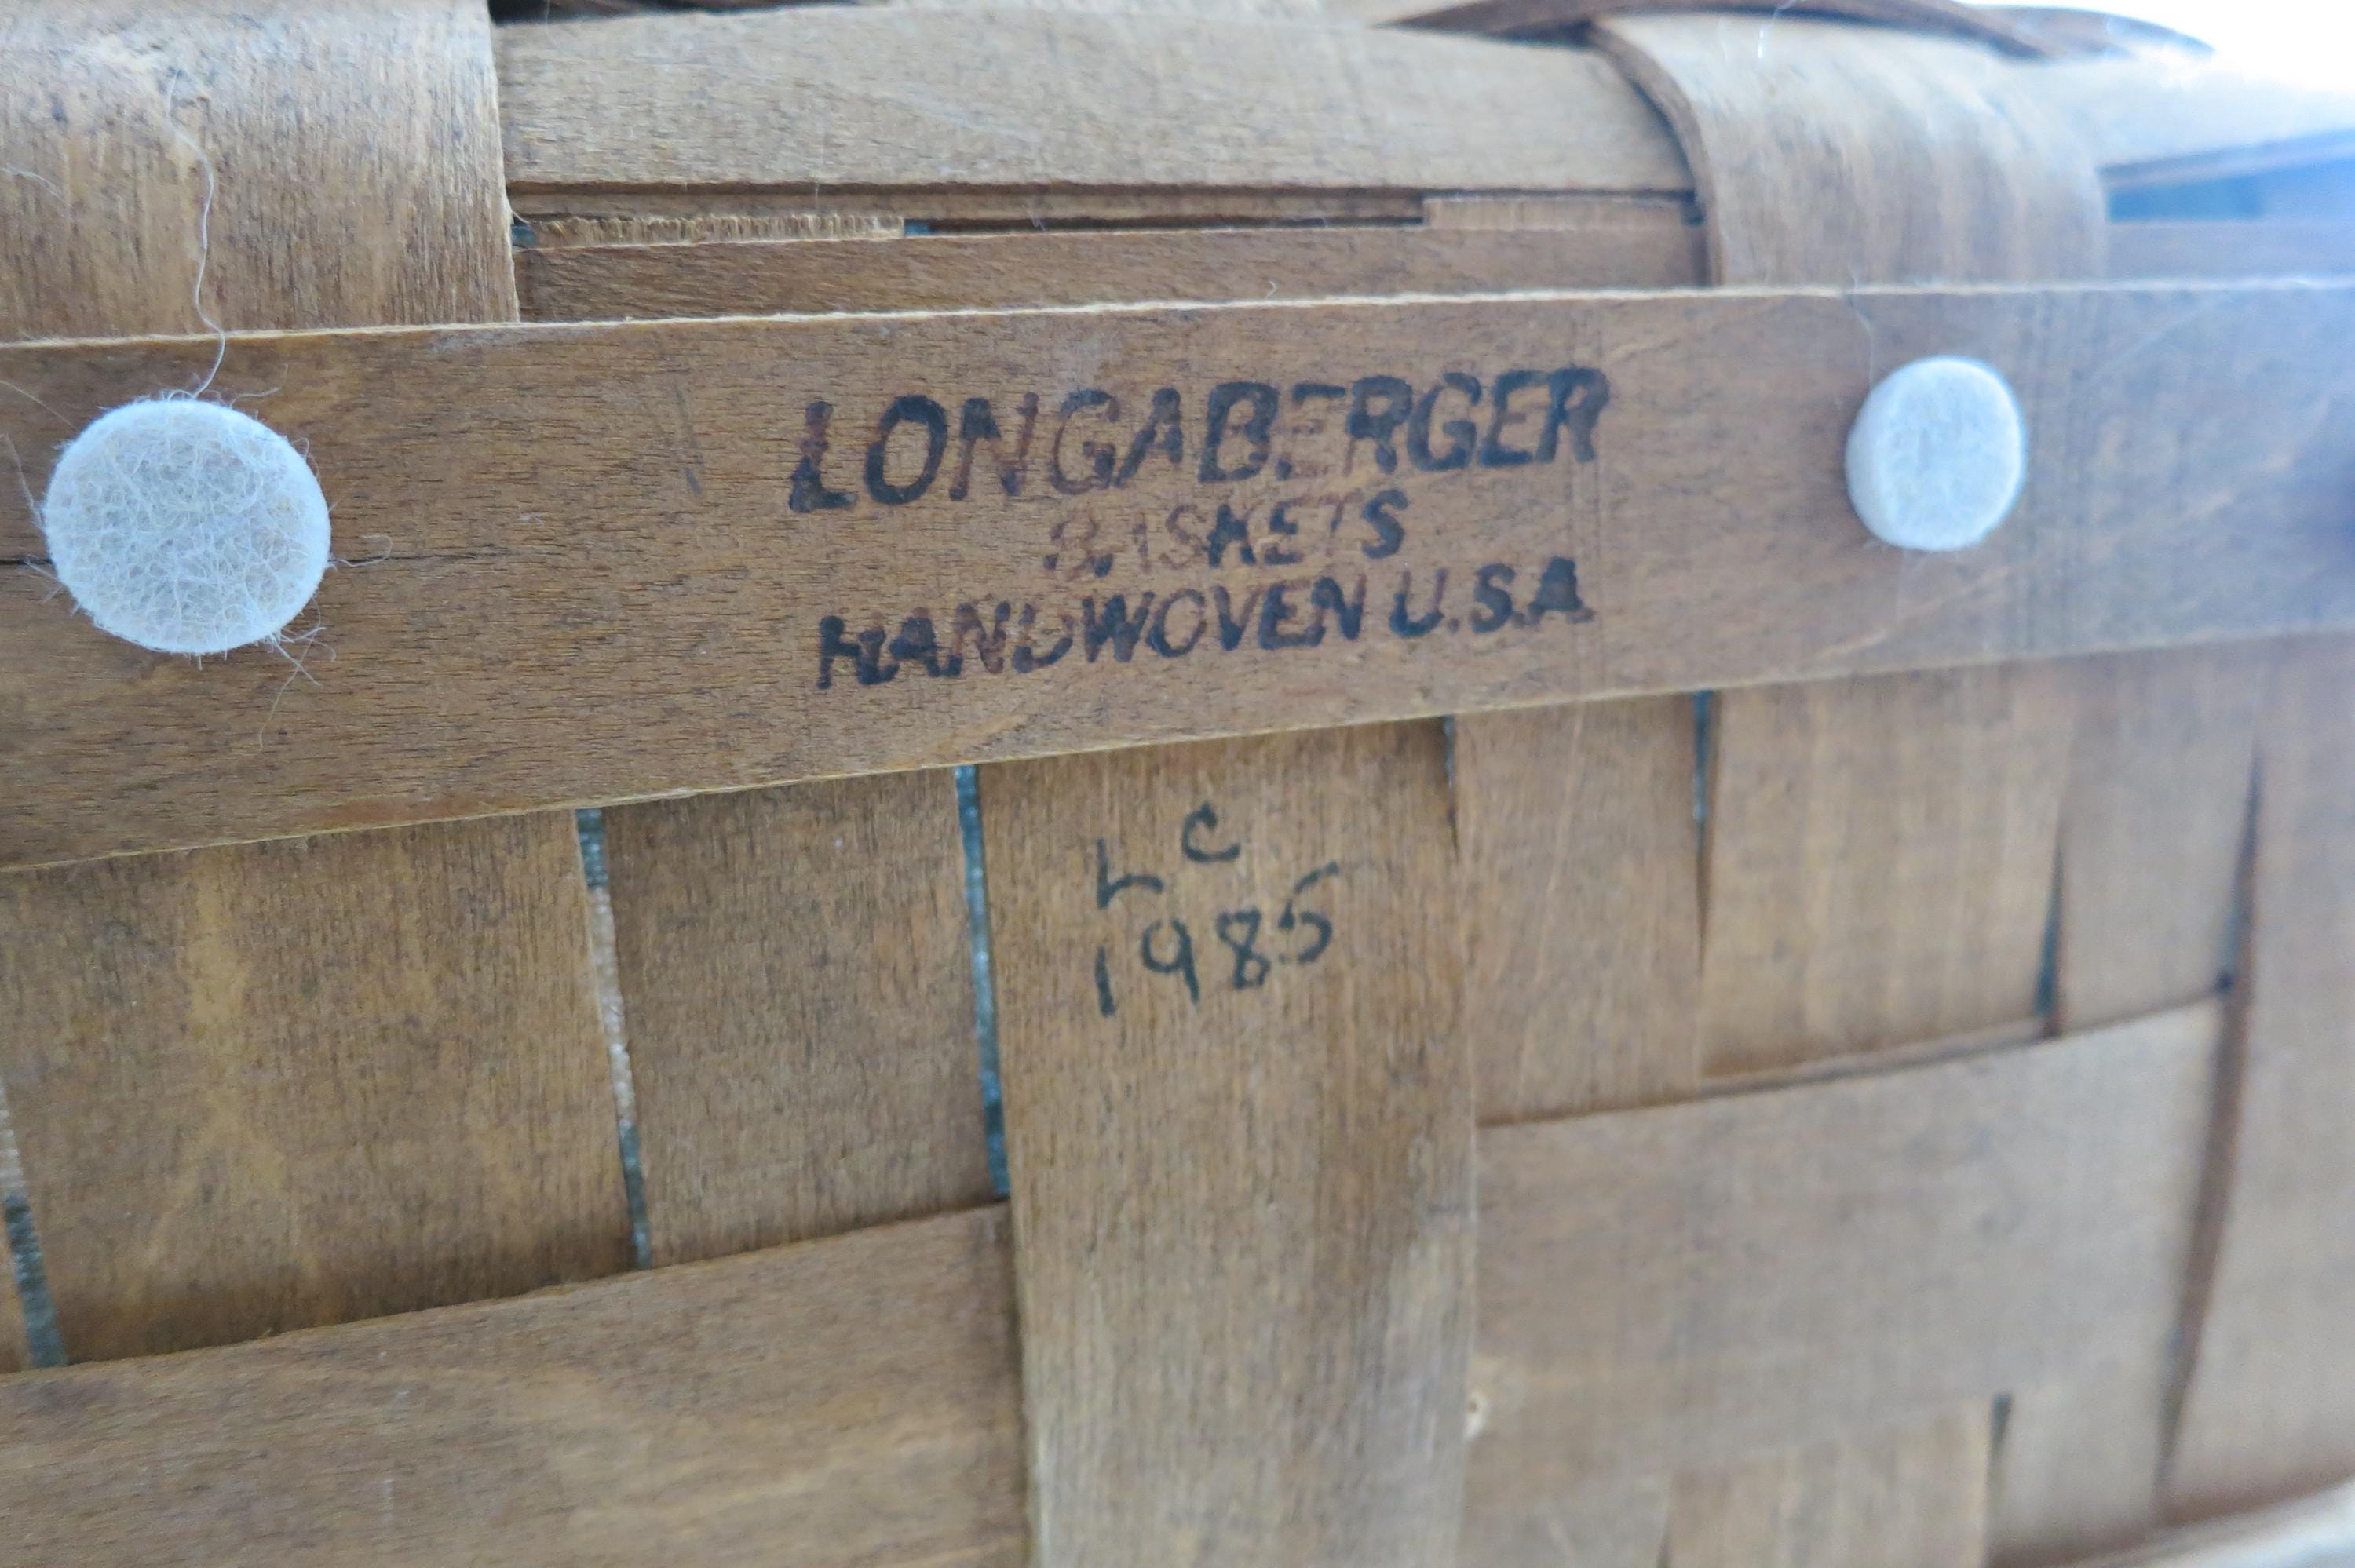 LONGABERGER
BASKETS
HANDWOVEN U.S.A
LC
1985